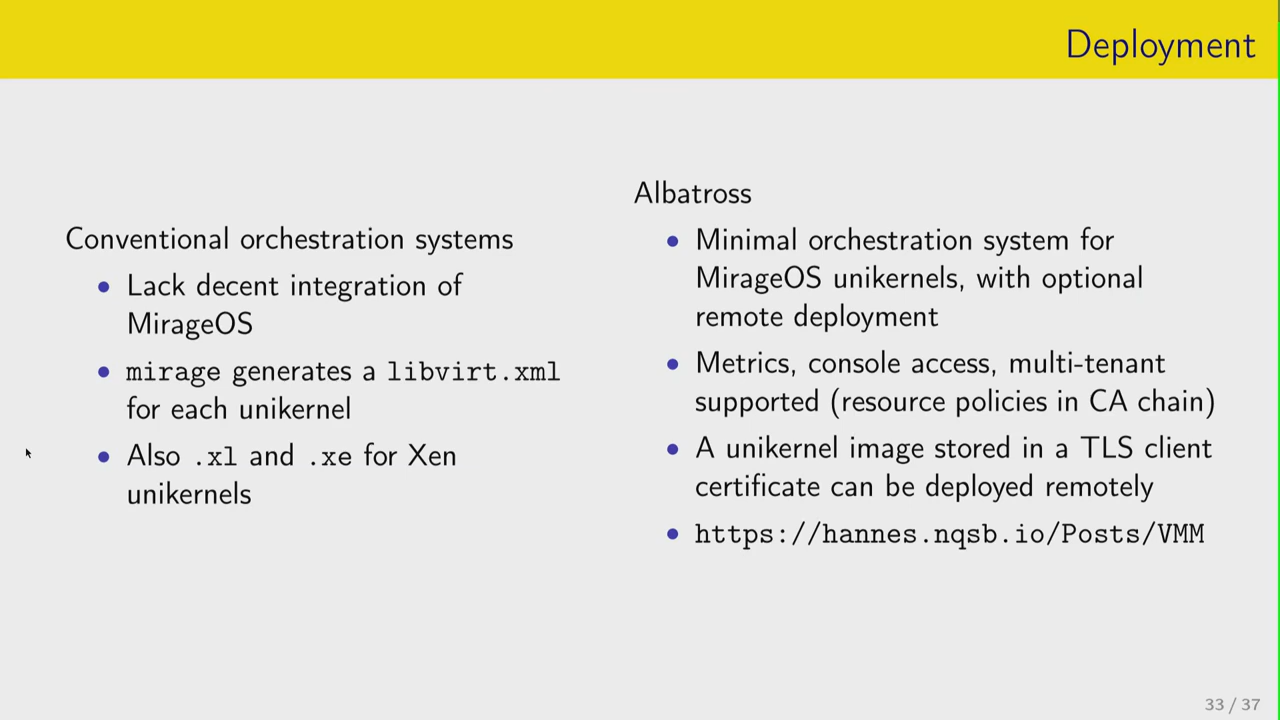 Deployment
Conventional orchestration systems
• Lack decent integration of
MirageOS
• mirage generates a libvirt.xml
for each unikernel
• Also .xl and .xe for Xen
unikernels
Albatross
• Minimal orchestration system for
MirageOS unikernels, with optional
remote deployment
• Metrics, console access, multi-tenant
supported (resource policies in CA chain)
• A unikernel image stored in a TLS client
certificate can be deployed remotely
• https://hannes.nqsb.io/Posts/VMM
33 / 37